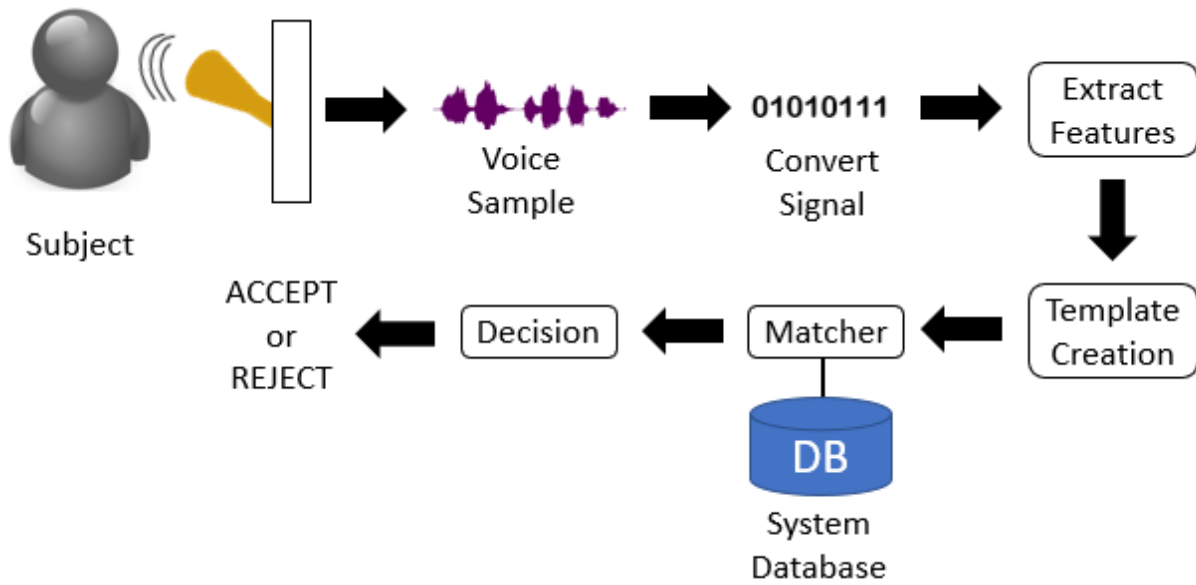 Subject
Voice
Sample
01010111
Convert
Signal
Extract
Features
Template
Creation
Matcher
DB
System
Database
Decision
ACCEPT
or
REJECT